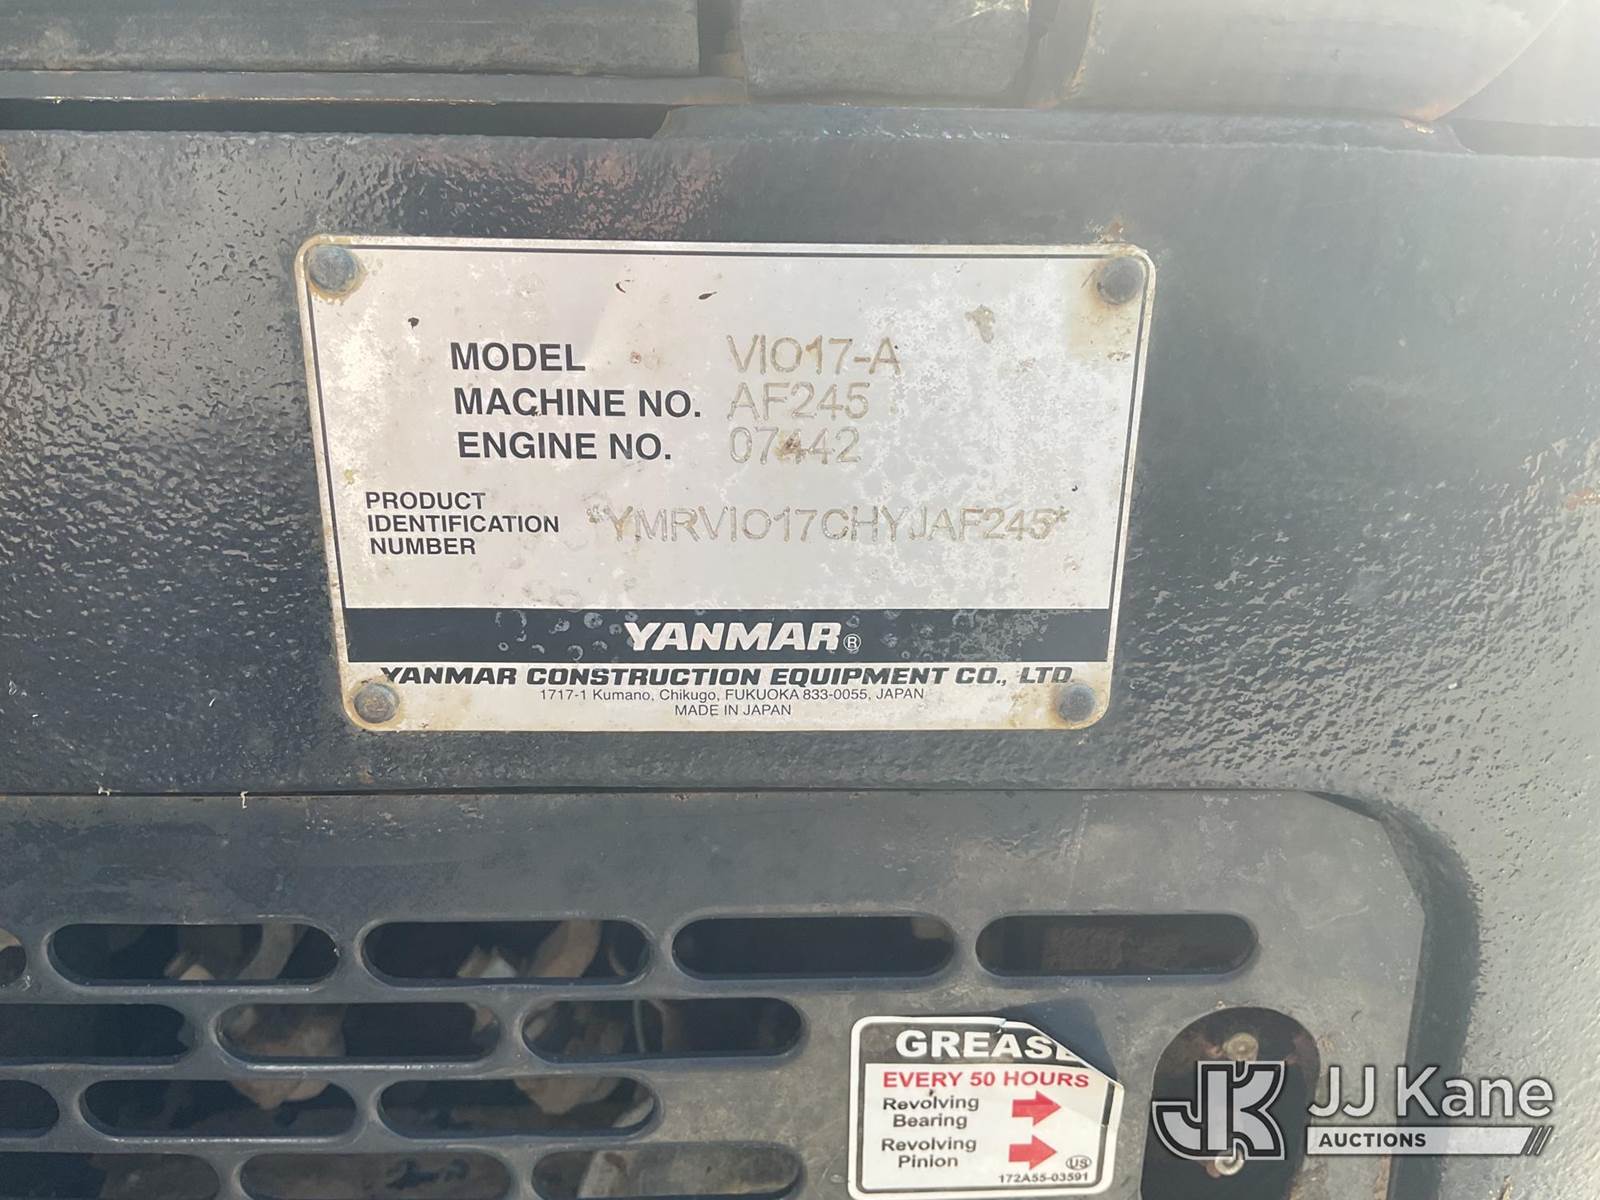 MODEL VIO17-A
MACHINE NO. AF245
ENGINE NO. 07442
PRODUCT
IDENTIFICATION
NUMBER
*YMRVIO17CHYJAF245*
YANMAR®
YANMAR CONSTRUCTION EQUIPMENT CO., LTD
1717-1 Kumano, Chikugo, FUKUOKA 833-0055, JAPAN
MADE IN JAPAN
GREASE
EVERY 50 HOURS
Revolving
Bearing
Revolving
Pinion
US
172A55-03591
JK JJ Kane
AUCTIONS